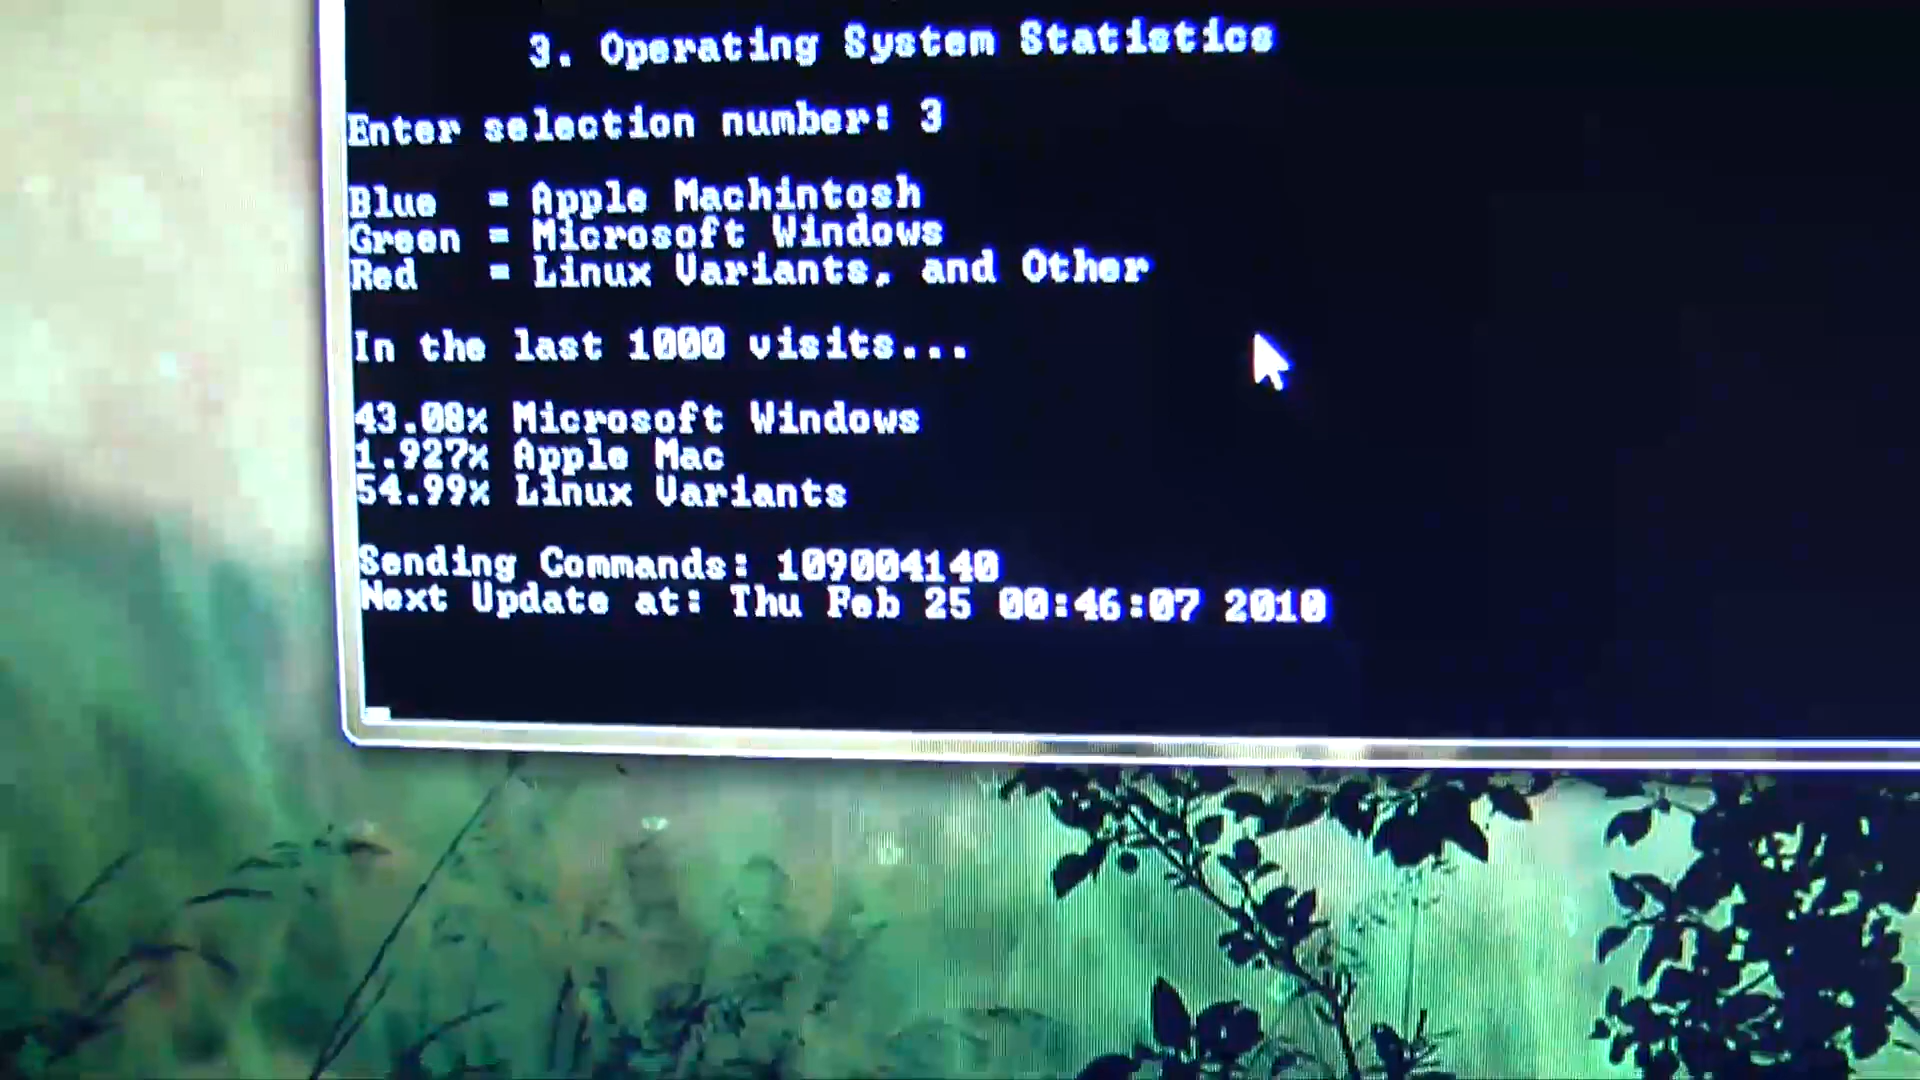 3. Operating System Statistics
Enter selection number: 3
Blue = Apple Machintosh
Green = Microsoft Windows
Red = Linux Variants, and Other
In the last 1000 visits...
43.08% Microsoft Windows
1.927% Apple Mac
54.99% Linux Variants
Sending Commands: 109004140
Next Update at: Thu Feb 25 00:46:07 2010